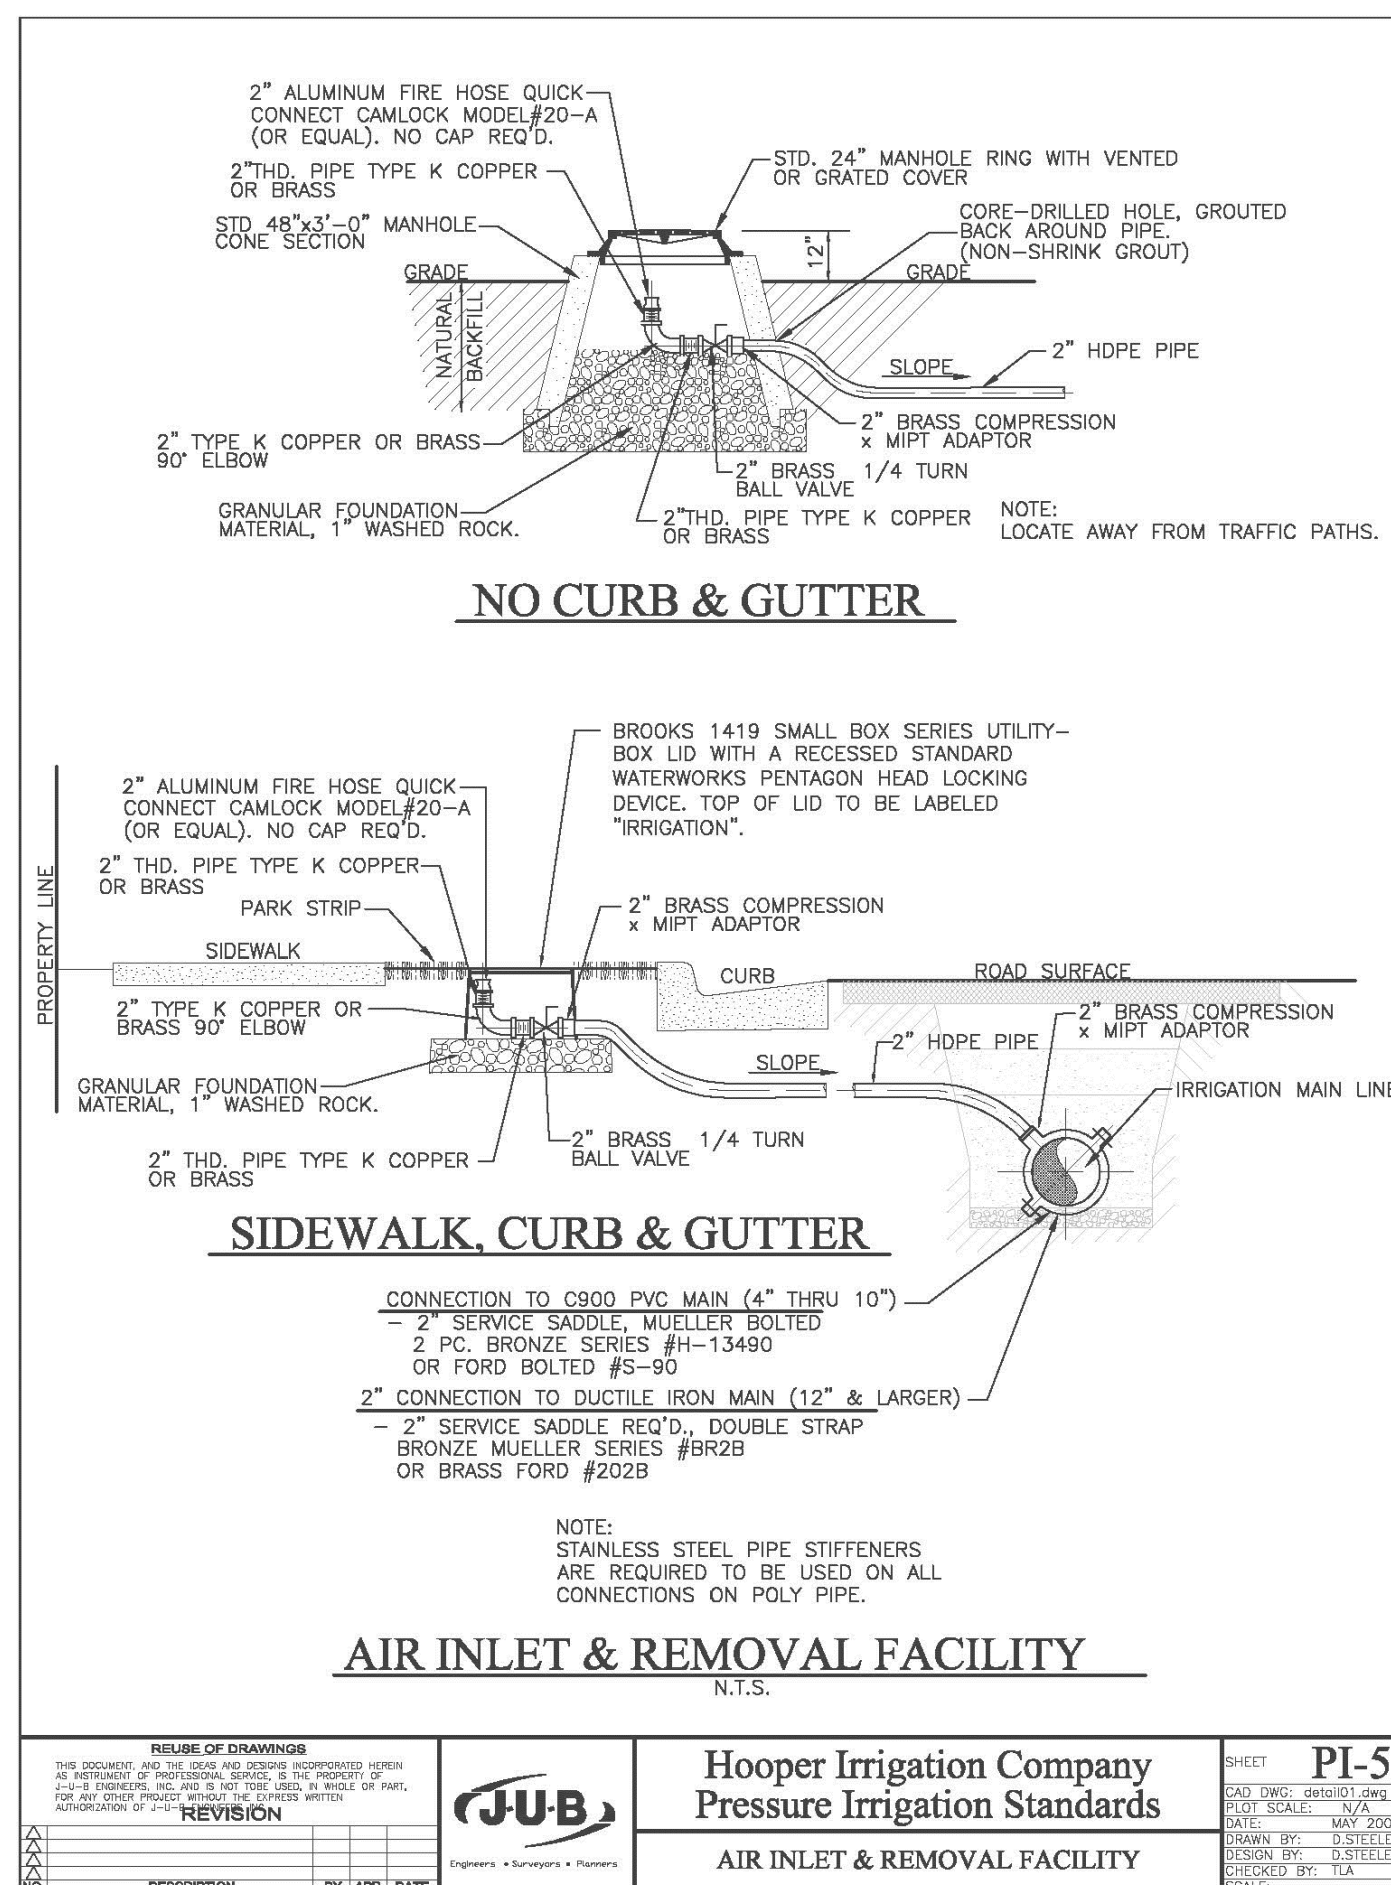 2" ALUMINUM FIRE HOSE QUICK
CONNECT CAMLOCK MODEL#20-A
(OR EQUAL). NO CAP REQ'D.
2"THD. PIPE TYPE K COPPER
OR BRASS
STD 48"x3'-0" MANHOLE
CONE SECTION
STD. 24" MANHOLE RING WITH VENTED
OR GRATED COVER
CORE-DRILLED HOLE, GROUTED
BACK AROUND PIPE.
(NON-SHRINK GROUT)
12"
GRADE
GRADE
NATURAL
BACKFILL
SLOPE
2" HDPE PIPE
2" BRASS COMPRESSION
x MIPT ADAPTOR
2" TYPE K COPPER OR BRASS
90° ELBOW
2" BRASS 1/4 TURN
BALL VALVE
GRANULAR FOUNDATION
MATERIAL, 1" WASHED ROCK.
2"THD. PIPE TYPE K COPPER
OR BRASS
NOTE:
LOCATE AWAY FROM TRAFFIC PATHS.
NO CURB & GUTTER
BROOKS 1419 SMALL BOX SERIES UTILITY-
BOX LID WITH A RECESSED STANDARD
WATERWORKS PENTAGON HEAD LOCKING
DEVICE. TOP OF LID TO BE LABELED
"IRRIGATION".
2" ALUMINUM FIRE HOSE QUICK
CONNECT CAMLOCK MODEL#20-A
(OR EQUAL). NO CAP REQ'D.
2" THD. PIPE TYPE K COPPER
OR BRASS
PARK STRIP
2" BRASS COMPRESSION
x MIPT ADAPTOR
PROPERTY LINE
SIDEWALK
CURB
ROAD SURFACE
2" TYPE K COPPER OR
BRASS 90° ELBOW
2" BRASS COMPRESSION
x MIPT ADAPTOR
2" HDPE PIPE
SLOPE
GRANULAR FOUNDATION
MATERIAL, 1" WASHED ROCK.
IRRIGATION MAIN LINE
2" BRASS 1/4 TURN
BALL VALVE
2" THD. PIPE TYPE K COPPER
OR BRASS
SIDEWALK, CURB & GUTTER
CONNECTION TO C900 PVC MAIN (4" THRU 10")
- 2" SERVICE SADDLE, MUELLER BOLTED
2 PC. BRONZE SERIES #H-13490
OR FORD BOLTED #S-90
2" CONNECTION TO DUCTILE IRON MAIN (12" & LARGER)
- 2" SERVICE SADDLE REQ'D., DOUBLE STRAP
BRONZE MUELLER SERIES #BR2B
OR BRASS FORD #202B
NOTE:
STAINLESS STEEL PIPE STIFFENERS
ARE REQUIRED TO BE USED ON ALL
CONNECTIONS ON POLY PIPE.
AIR INLET & REMOVAL FACILITY
N.T.S.
REUSE OF DRAWINGS
THIS DOCUMENT, AND THE IDEAS AND DESIGNS INCORPORATED HEREIN
AS INSTRUMENT OF PROFESSIONAL SERVICE, IS THE PROPERTY OF
J-U-B ENGINEERS, INC. AND IS NOT TOBE USED, IN WHOLE OR PART,
FOR ANY OTHER PROJECT WITHOUT THE EXPRESS WRITTEN
AUTHORIZATION OF J-U-B ENGINEERS, INC.
REVISION
NO. DESCRIPTION BY APR DATE
J·U·B
Engineers • Surveyors • Planners
Hooper Irrigation Company
Pressure Irrigation Standards
AIR INLET & REMOVAL FACILITY
SHEET PI-5
CAD DWG: detail01.dwg
PLOT SCALE: N/A
DATE: MAY 200
DRAWN BY: D.STEELE
DESIGN BY: D.STEELE
CHECKED BY: TLA
SCALE: